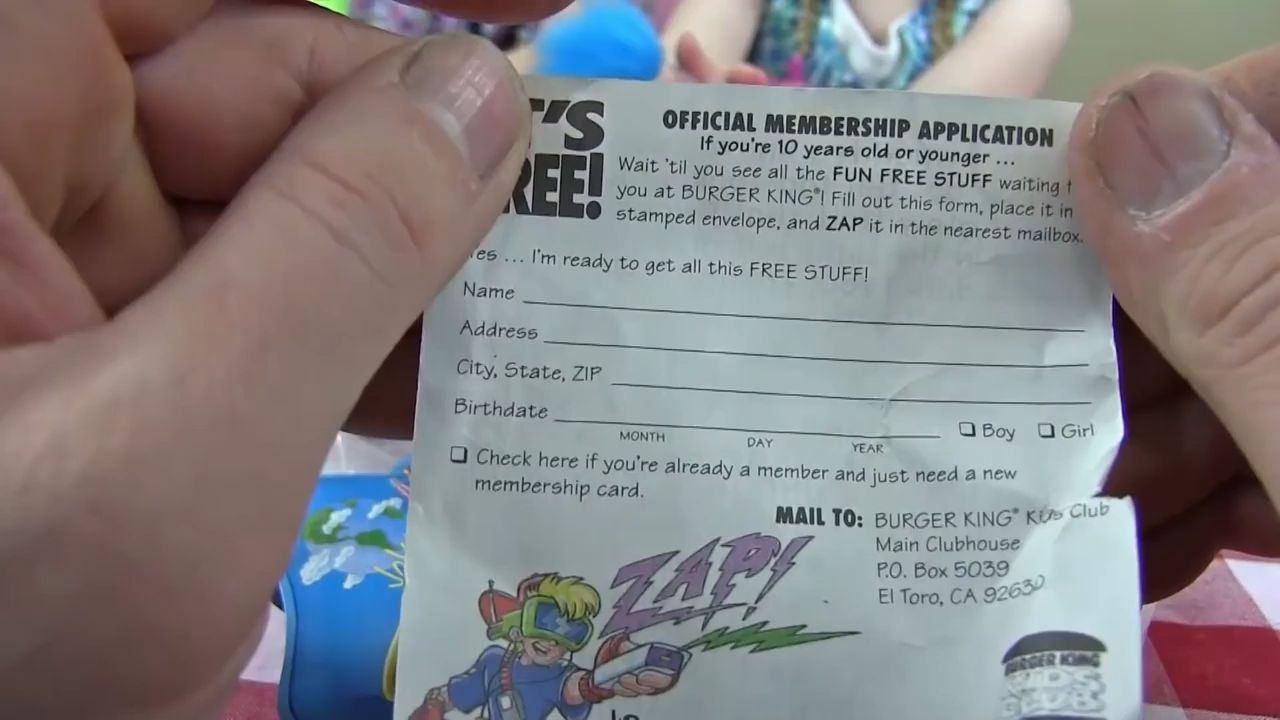 'S
REE!
OFFICIAL MEMBERSHIP APPLICATION
If you're 10 years old or younger ...
Wait 'til you see all the FUN FREE STUFF waiting
you at BURGER KING®! Fill out this form, place it in
stamped envelope, and ZAP it in the nearest mailbox.
es ... I'm ready to get all this FREE STUFF!
Name
Address
City, State, ZIP
Birthdate
MONTH DAY YEAR
Boy Girl
Check here if you're already a member and just need a new
membership card.
MAIL TO: BURGER KING® Kids Club
Main Clubhouse
P.O. Box 5039
El Toro, CA 92630
ZAP!
BURGER KING
KIDS
CLUB